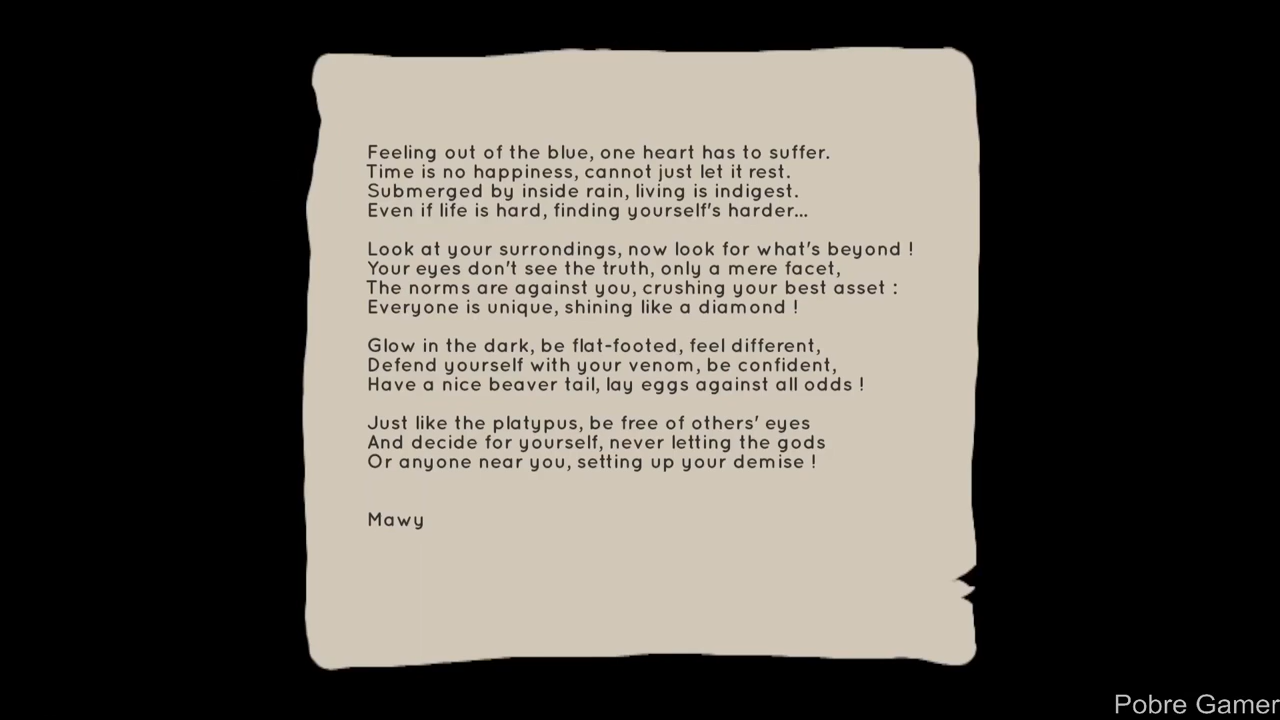 Feeling out of the blue, one heart has to suffer.
Time is no happiness, cannot just let it rest.
Submerged by inside rain, living is indigest.
Even if life is hard, finding yourself's harder...
Look at your surrondings, now look for what's beyond !
Your eyes don't see the truth, only a mere facet,
The norms are against you, crushing your best asset :
Everyone is unique, shining like a diamond !
Glow in the dark, be flat-footed, feel different,
Defend yourself with your venom, be confident,
Have a nice beaver tail, lay eggs against all odds !
Just like the platypus, be free of others' eyes
And decide for yourself, never letting the gods
Or anyone near you, setting up your demise !
Mawy
Pobre Gamer